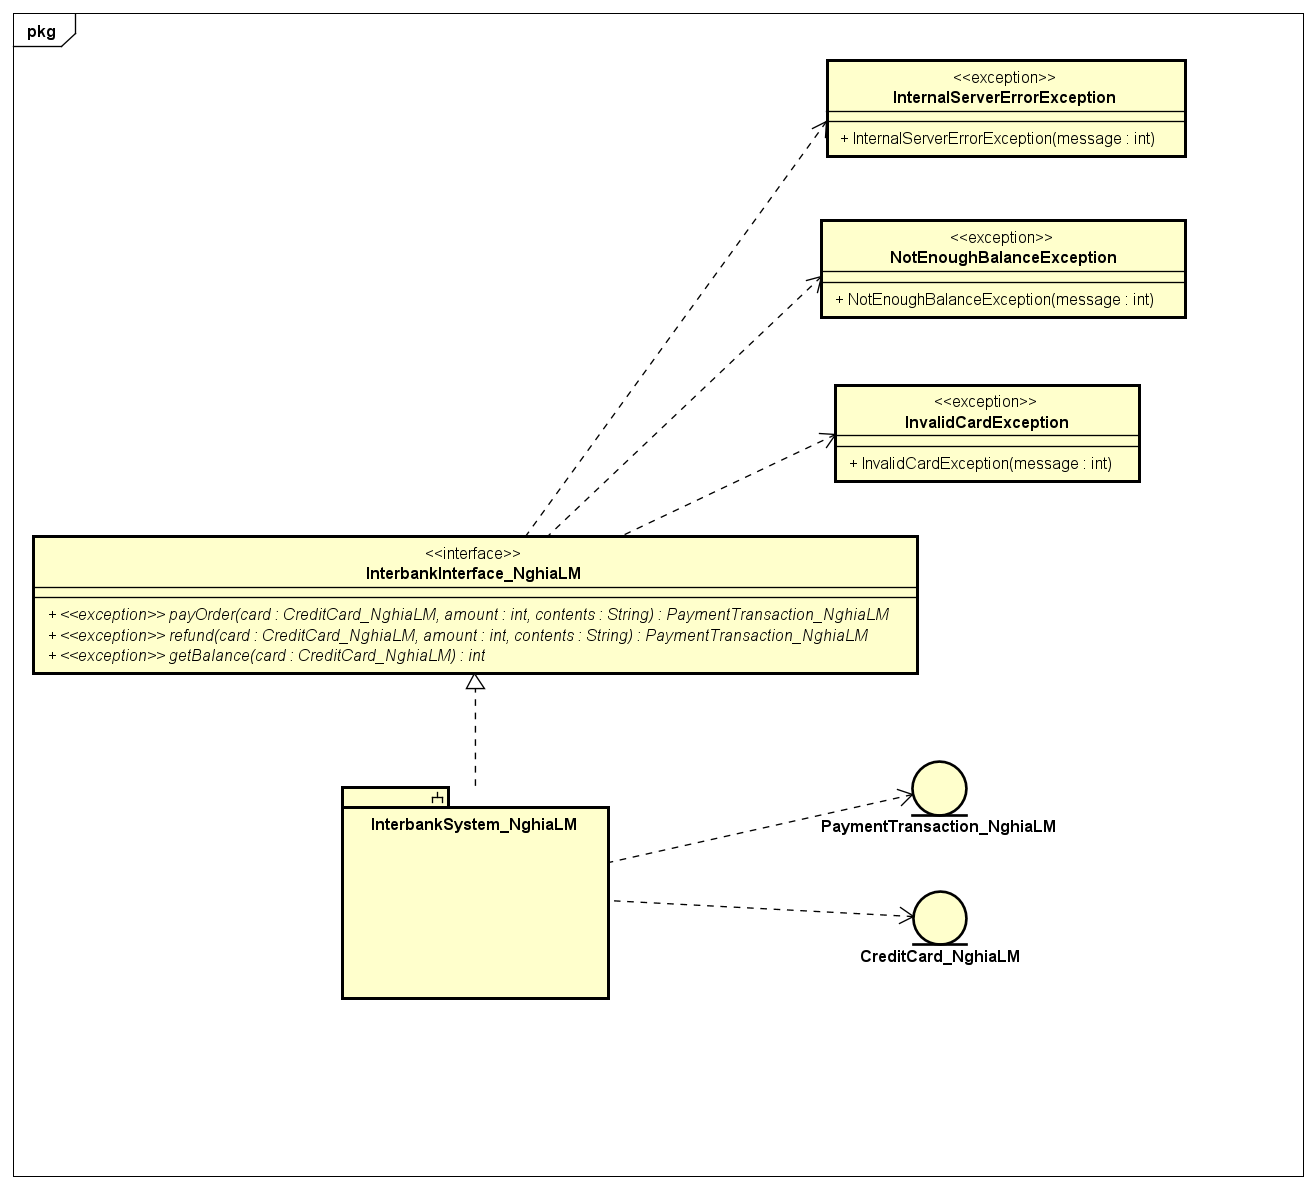 pkg
<<exception>>
InternalServerErrorException
+ InternalServerErrorException(message : int)
<<exception>>
NotEnoughBalanceException
+ NotEnoughBalanceException(message : int)
<<exception>>
InvalidCardException
+ InvalidCardException(message : int)
<<interface>>
InterbankInterface_NghiaLM
+ <<exception>> payOrder(card : CreditCard_NghiaLM, amount : int, contents : String) : PaymentTransaction_NghiaLM
+ <<exception>> refund(card : CreditCard_NghiaLM, amount : int, contents : String) : PaymentTransaction_NghiaLM
+ <<exception>> getBalance(card : CreditCard_NghiaLM) : int
InterbankSystem_NghiaLM
PaymentTransaction_NghiaLM
CreditCard_NghiaLM